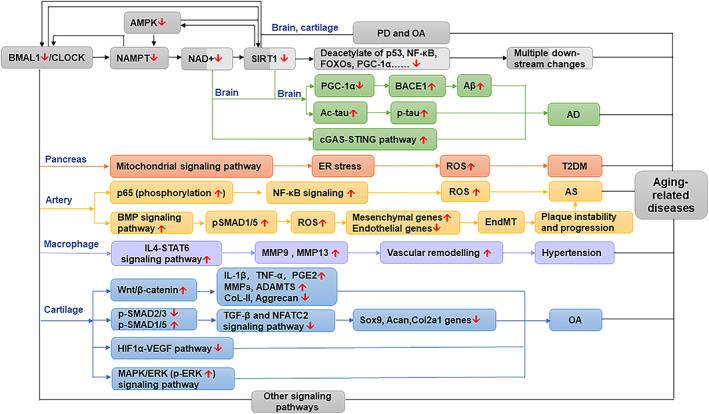 AMPK↓
Brain, cartilage
PD and OA
BMAL1↓/CLOCK
NAMPT↓
NAD+↓
SIRT1↓
Deacetylate of p53, NF-κB,
FOXOs, PGC-1α……↓
Multiple down-
stream changes
Brain
Brain
PGC-1α↓
BACE1↑
Aβ↑
Ac-tau↑
p-tau↑
AD
cGAS-STING pathway↑
Pancreas
Mitochondrial signaling pathway
ER stress
ROS↑
T2DM
Aging-
related
diseases
Artery
p65 (phosphorylation ↑)
NF-κB signaling↑
ROS↑
AS
BMP signaling
pathway↑
pSMAD1/5↑
ROS↑
Mesenchymal genes↑
Endothelial genes↓
EndMT
Plaque instability
and progression
Macrophage
IL4-STAT6
signaling pathway↑
MMP9 , MMP13↑
Vascular remodelling↑
Hypertension
Cartilage
Wnt/β-catenin↑
IL-1β, TNF-α, PGE2↑
MMPs, ADAMTS↑
CoL-II, Aggrecan↓
p-SMAD2/3↓
p-SMAD1/5↑
TGF-β and NFATC2
signaling pathway↓
Sox9, Acan,Col2a1 genes↓
OA
HIF1α-VEGF pathway↓
MAPK/ERK (p-ERK↑)
signaling pathway
Other signaling
pathways